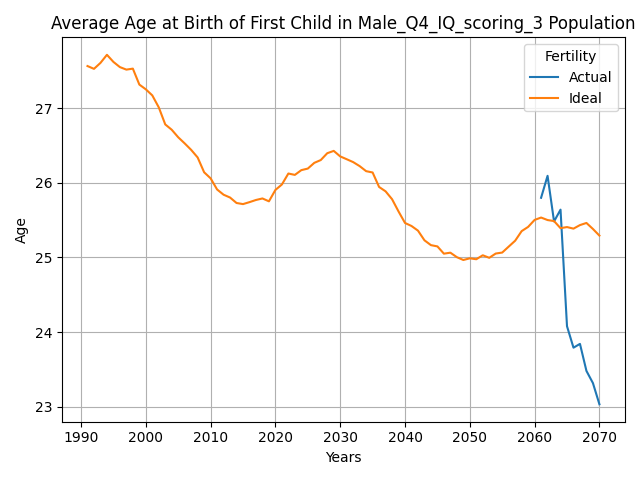 Average Age at Birth of First Child in Male_Q4_IQ_scoring_3 Population
Fertility
Actual
Ideal
27
26
25
24
23
Age
1990 2000 2010 2020 2030 2040 2050 2060 2070
Years